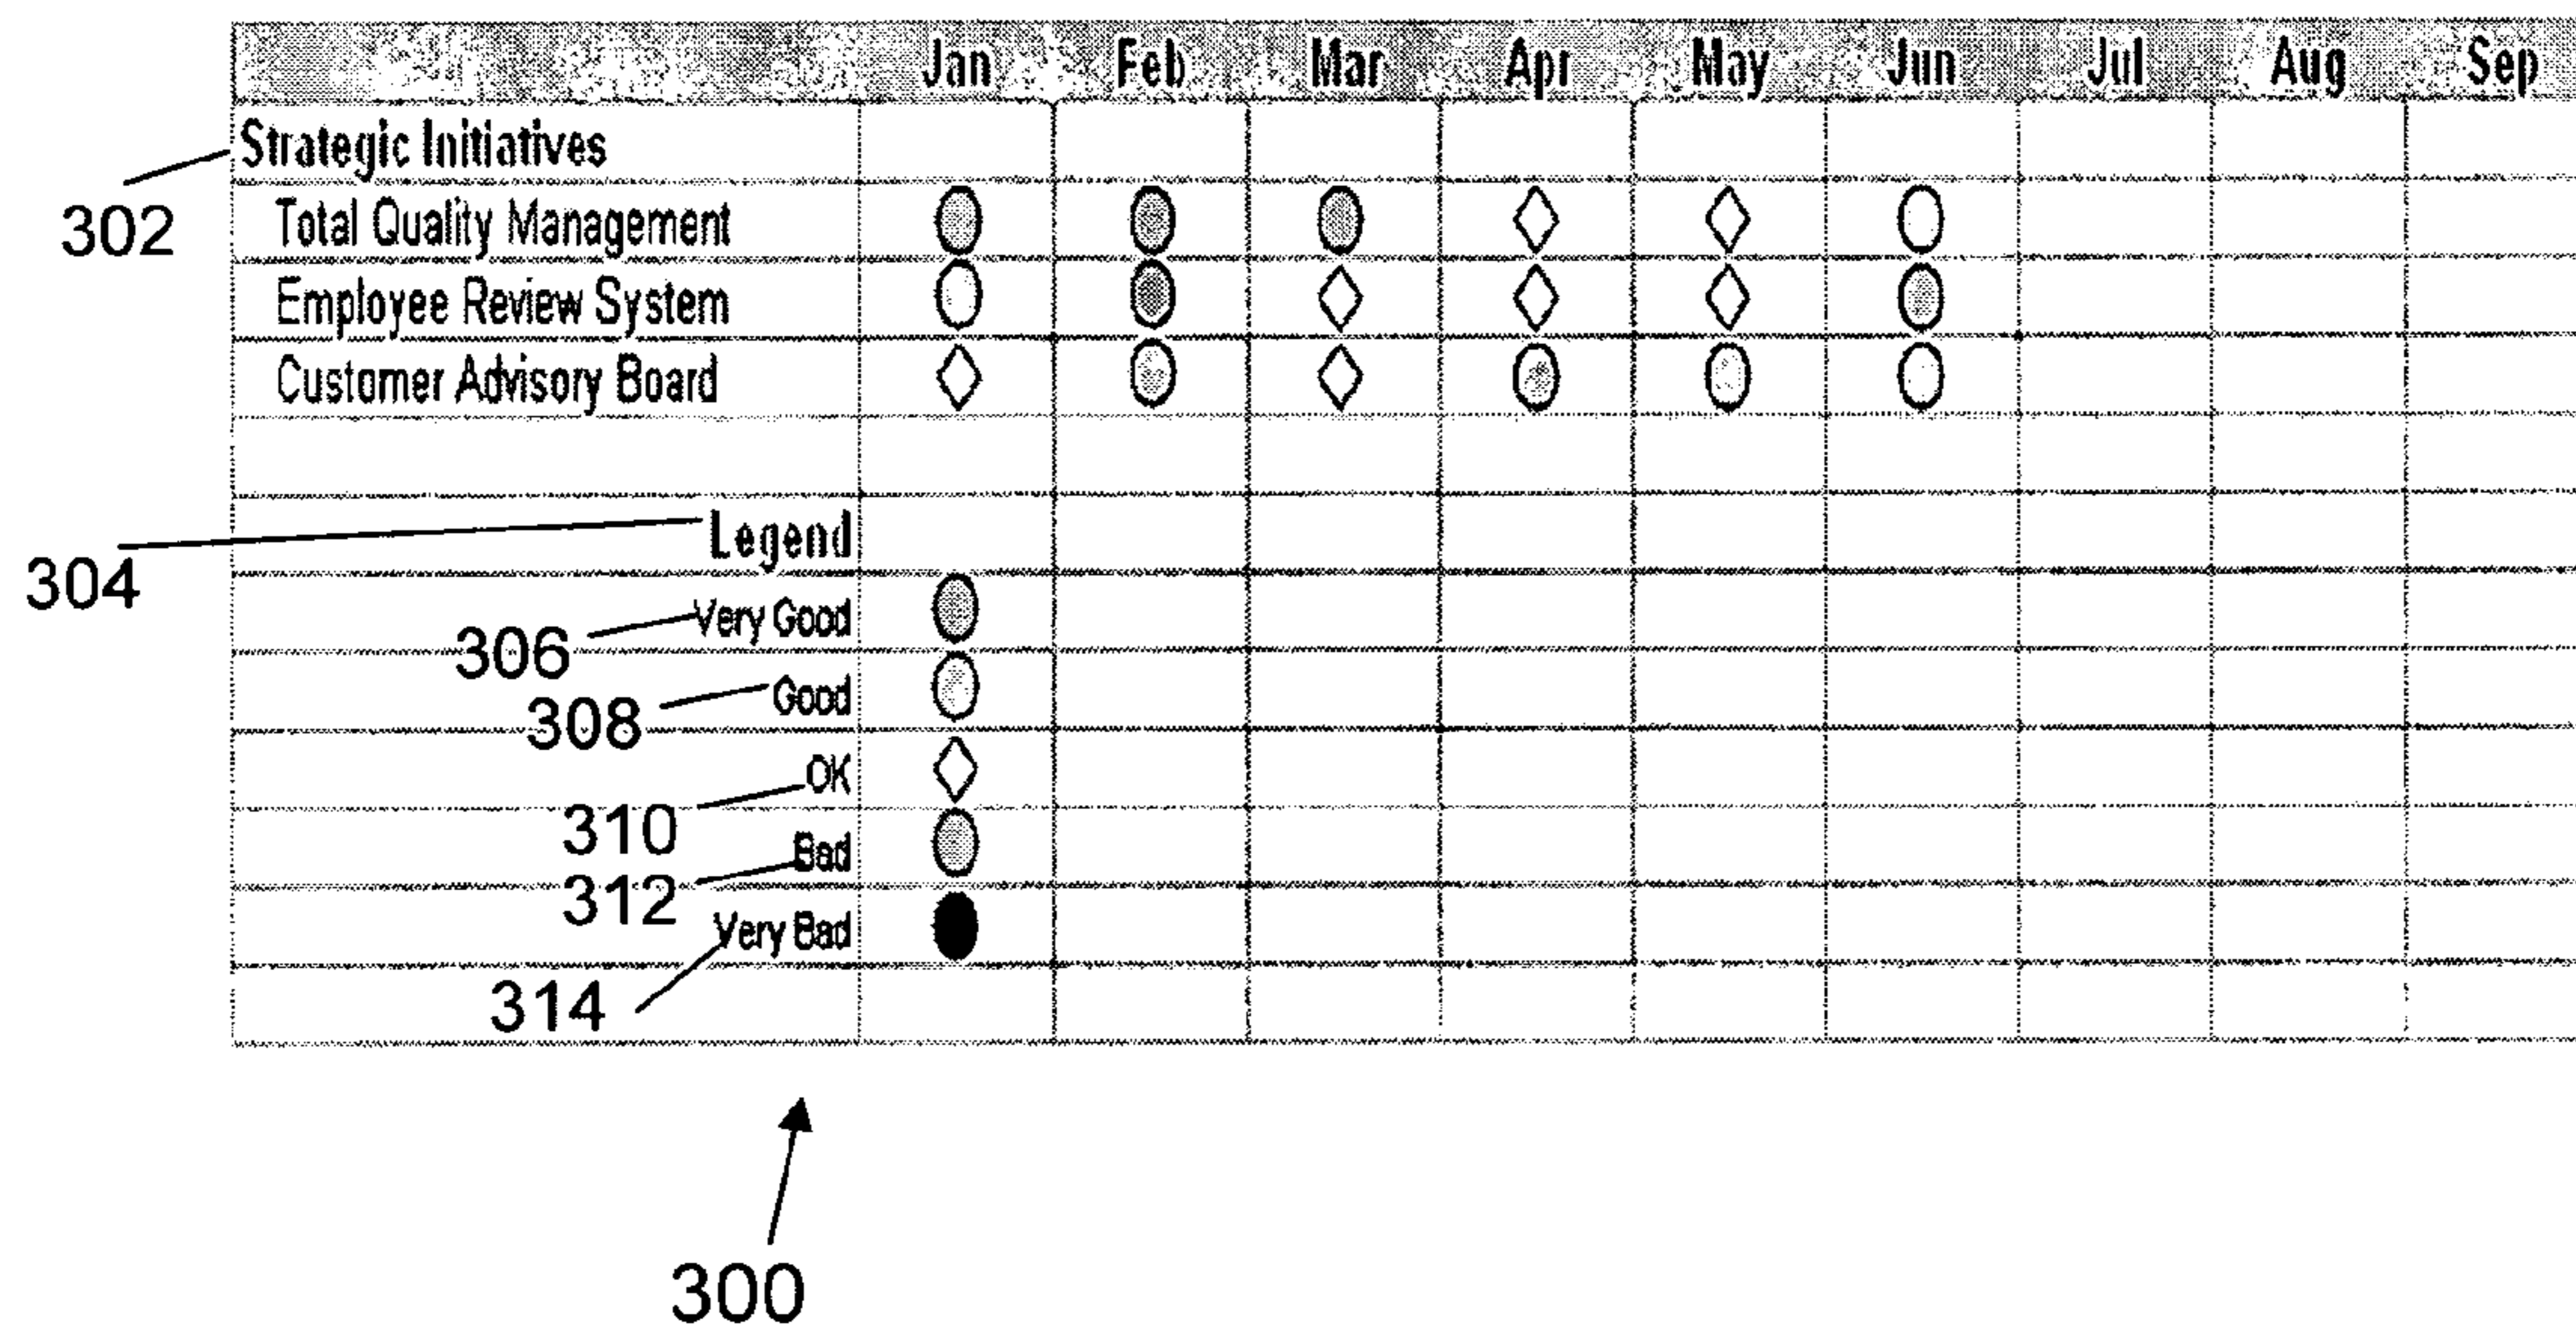 Jan Feb Mar Apr May Jun Jul Aug Sep
Strategic Initiatives
302
Total Quality Management
Employee Review System
Customer Advisory Board
Legend
304
Very Good
306
Good
308
OK
310
Bad
312
Very Bad
314
300